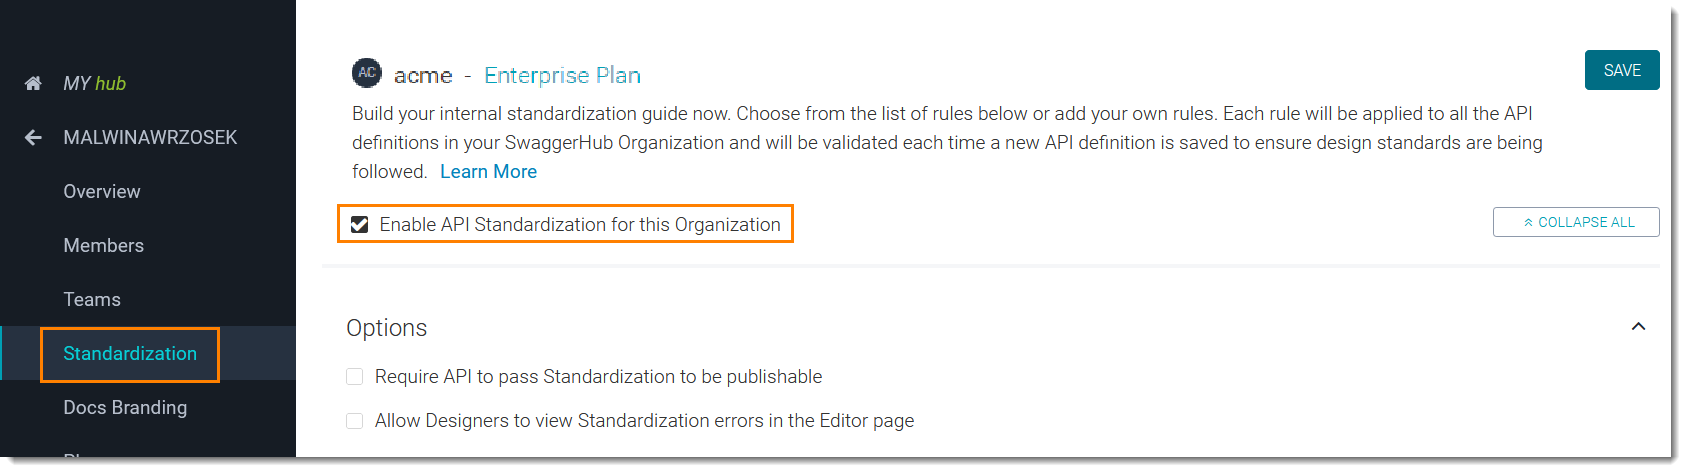 MY hub
MALWINAWRZOSEK
Overview
Members
Teams
Standardization
Docs Branding
AC acme - Enterprise Plan
SAVE
Build your internal standardization guide now. Choose from the list of rules below or add your own rules. Each rule will be applied to all the API
definitions in your SwaggerHub Organization and will be validated each time a new API definition is saved to ensure design standards are being
followed. Learn More
Enable API Standardization for this Organization
COLLAPSE ALL
Options
Require API to pass Standardization to be publishable
Allow Designers to view Standardization errors in the Editor page